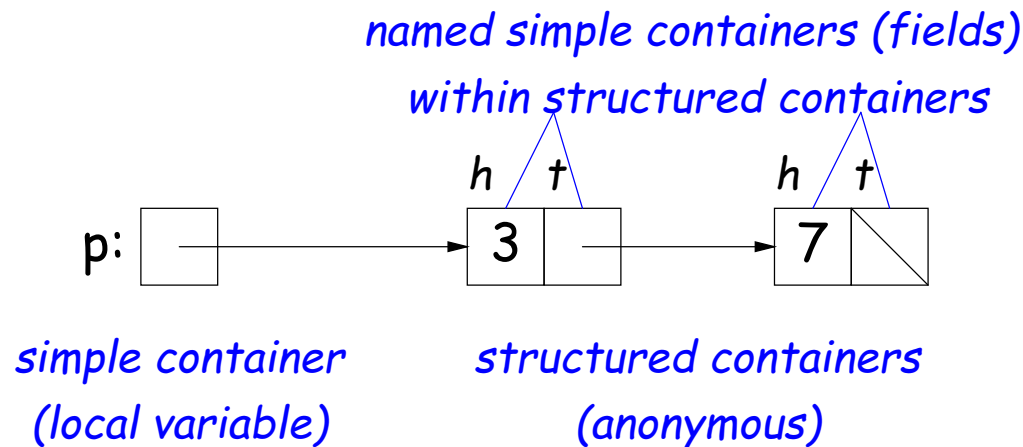 named simple containers (fields)
within structured containers
h t h t
p: 3 7
simple container structured containers
(local variable) (anonymous)